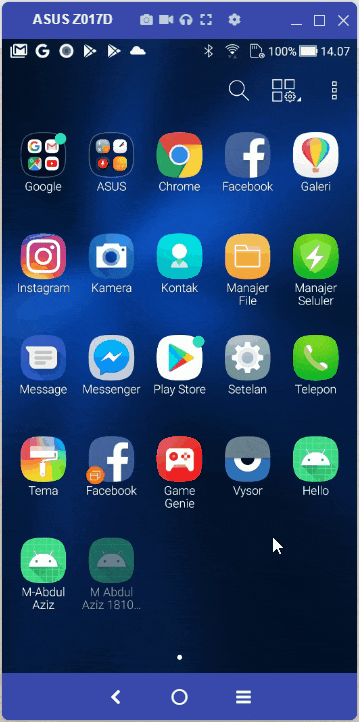 ASUS Z017D
100% 14.07
Google ASUS Chrome Facebook Galeri
Instagram Kamera Kontak Manajer File Manajer Seluler
Message Messenger Play Store Setelan Telepon
Tema Facebook Game Genie Vysor Hello
M-Abdul Aziz M Abdul Aziz 1810...